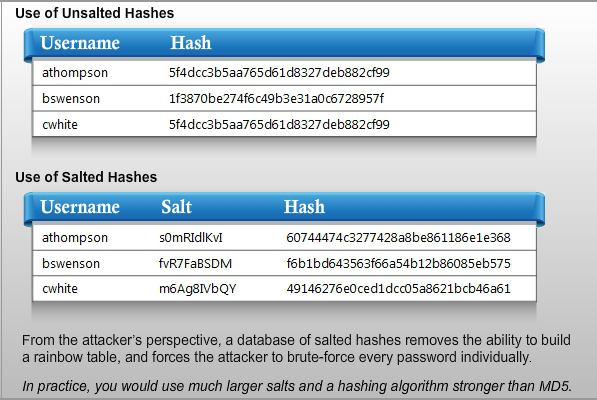 Use of Unsalted Hashes
Username Hash
athompson 5f4dcc3b5aa765d61d8327deb882cf99
bswenson 1f3870be274f6c49b3e31a0c6728957f
cwhite 5f4dcc3b5aa765d61d8327deb882cf99
Use of Salted Hashes
Username Salt Hash
athompson s0mRIdlKvI 60744474c3277428a8be861186e1e368
bswenson fvR7FaBSDM f6b1bd643563f66a54b12b86085eb575
cwhite m6Ag8IVbQY 49146276e0ced1dcc05a8621bcb46a61
From the attacker’s perspective, a database of salted hashes removes the ability to build
a rainbow table, and forces the attacker to brute-force every password individually.
In practice, you would use much larger salts and a hashing algorithm stronger than MD5.